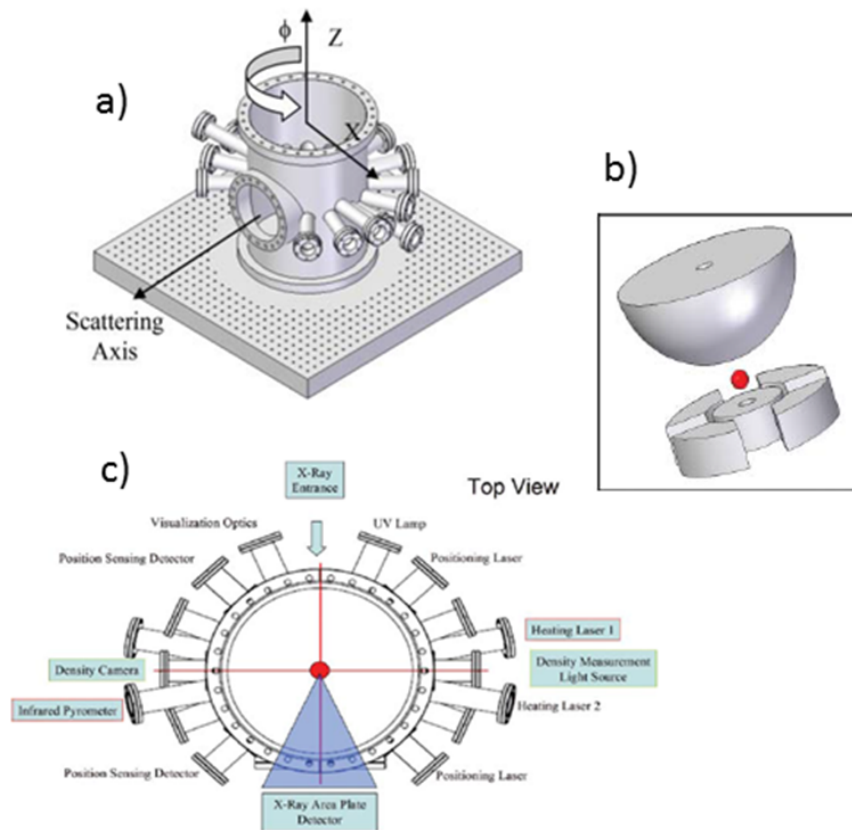 a)
ϕ
Z
X
Scattering
Axis
b)
c)
Top View
X-Ray
Entrance
Visualization Optics
UV Lamp
Position Sensing Detector
Positioning Laser
Heating Laser 1
Density Camera
Density Measurement
Light Source
Infrared Pyrometer
Heating Laser 2
Position Sensing Detector
Positioning Laser
X-Ray Area Plate
Detector